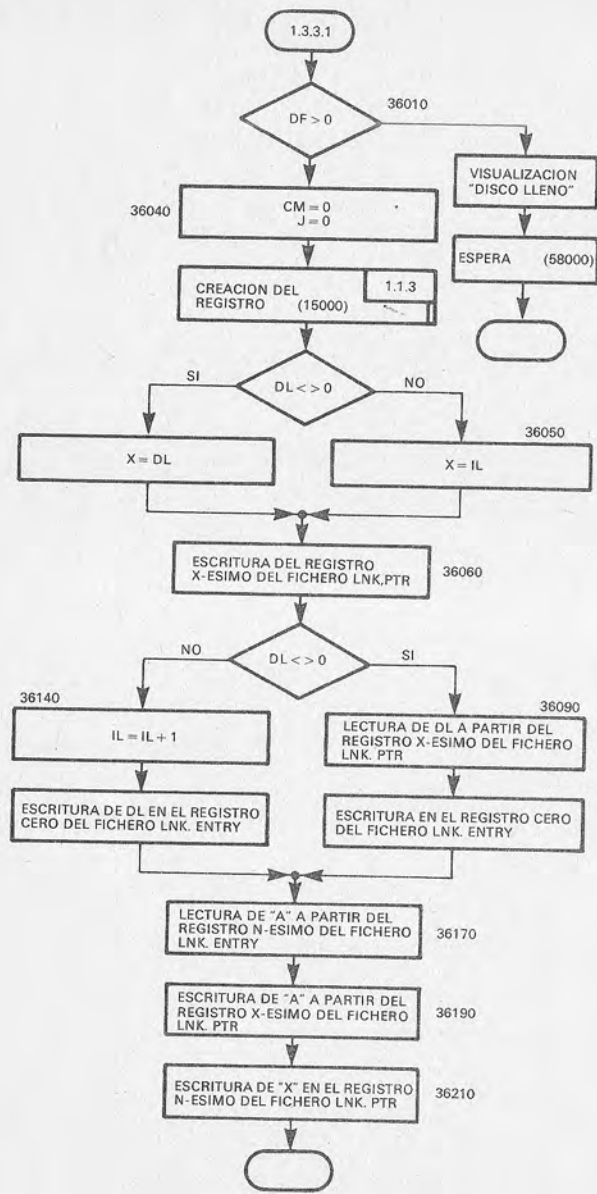 1.3.3.1
36010
DF > 0
VISUALIZACION
"DISCO LLENO"
36040
CM = 0
J = 0
ESPERA (58000)
CREACION DEL
REGISTRO (15000)
1.1.3
SI
DL < > 0
NO
36050
X = DL
X = IL
ESCRITURA DEL REGISTRO
X-ESIMO DEL FICHERO LNK,PTR
36060
NO
DL < > 0
SI
36140
36090
IL = IL + 1
LECTURA DE DL A PARTIR DEL
REGISTRO X-ESIMO DEL FICHERO
LNK. PTR
ESCRITURA DE DL EN EL REGISTRO
CERO DEL FICHERO LNK. ENTRY
ESCRITURA EN EL REGISTRO CERO
DEL FICHERO LNK. ENTRY
LECTURA DE "A" A PARTIR DEL
REGISTRO N-ESIMO DEL FICHERO
LNK. ENTRY
36170
ESCRITURA DE "A" A PARTIR DEL
REGISTRO X-ESIMO DEL FICHERO
LNK. PTR
36190
ESCRITURA DE "X" EN EL REGISTRO
N-ESIMO DEL FICHERO LNK. PTR
36210